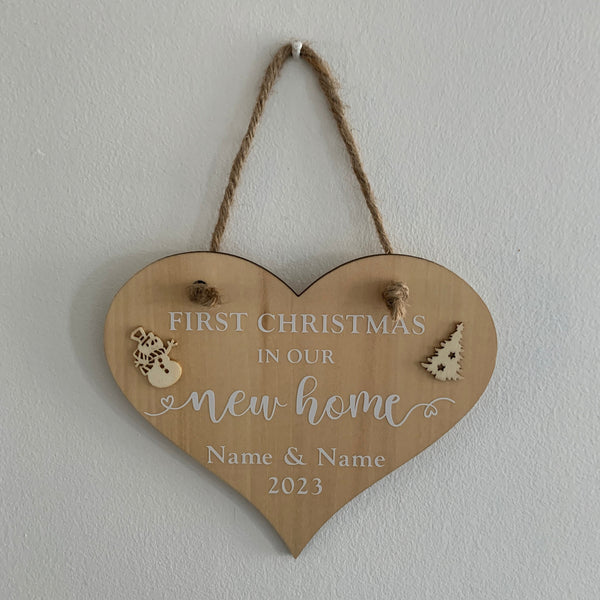 FIRST CHRISTMAS
IN OUR
new home
Name & Name
2023